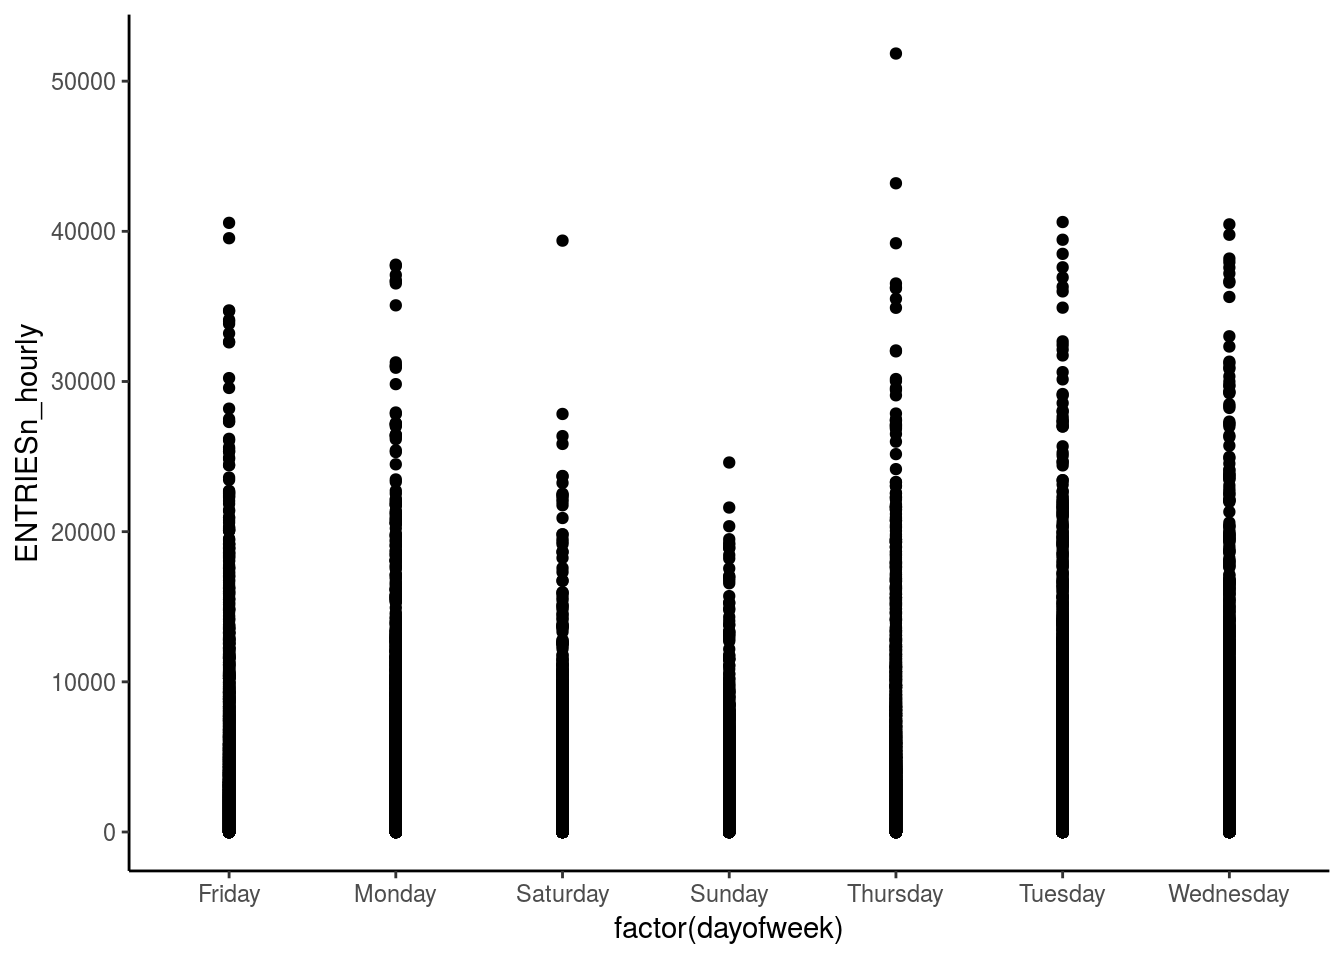 ENTRIESn_hourly
50000
40000
30000
20000
10000
0
Friday Monday Saturday Sunday Thursday Tuesday Wednesday
factor(dayofweek)